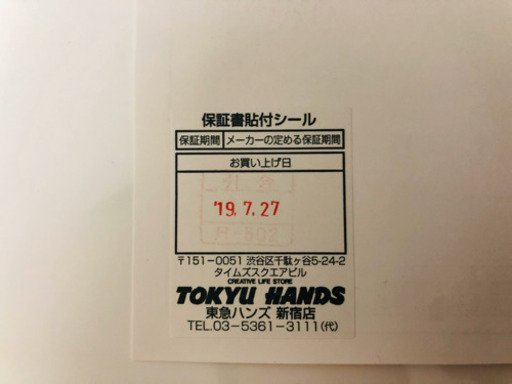 保証書貼付シール
保証期間 メーカーの定める保証期間
お買い上げ日
'19.7.27
〒151-0051 渋谷区千駄ヶ谷5-24-2
タイムズスクエアビル
CREATIVE LIFE STORE
TOKYU HANDS
東急ハンズ 新宿店
TEL.03-5361-3111(代)